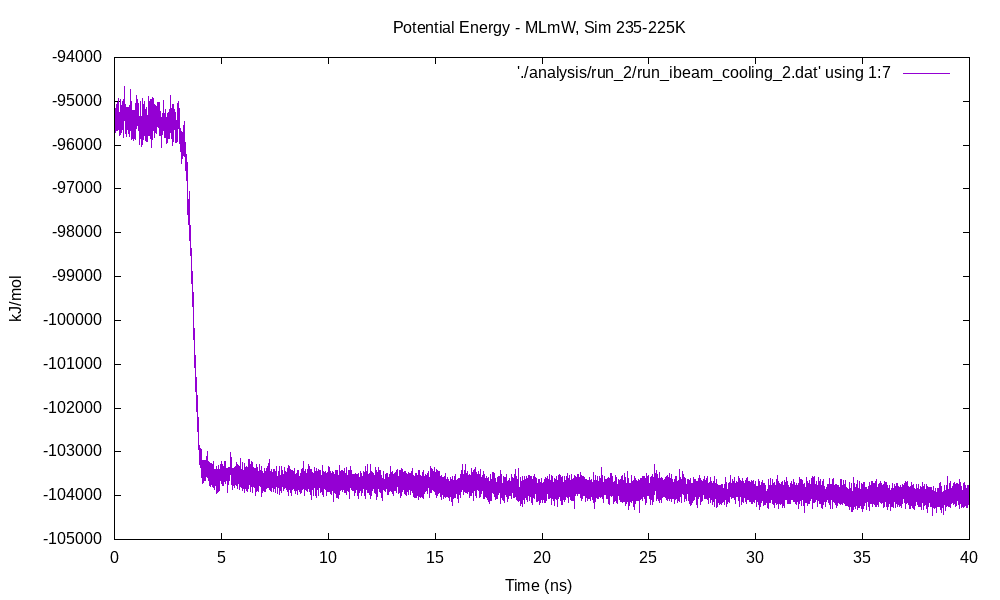 Potential Energy - MLmW, Sim 235-225K
'./analysis/run_2/run_ibeam_cooling_2.dat' using 1:7
-94000
-95000
-96000
-97000
-98000
-99000
-100000
-101000
-102000
-103000
-104000
-105000
kJ/mol
0 5 10 15 20 25 30 35 40
Time (ns)